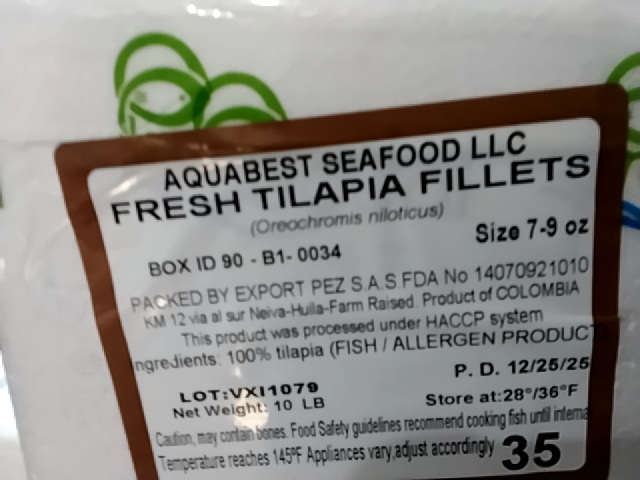 AQUABEST SEAFOOD LLC
FRESH TILAPIA FILLETS
(Oreochromis niloticus)
Size 7-9 oz
BOX ID 90 - B1- 0034
PACKED BY EXPORT PEZ S.A.S FDA No 14070921010
KM 12 via al sur Neiva-Huila-Farm Raised. Product of COLOMBIA
This product was processed under HACCP system
ngredients: 100% tilapia (FISH / ALLERGEN PRODUCT
P. D. 12/25/25
LOT:VXI1079
Store at:28°/36°F
Net Weight: 10 LB
Caution, may contain bones. Food Safety guidelines recommend cooking fish until interna
Temperature reaches 145ºF Appliances vary,adjust accordingly
35